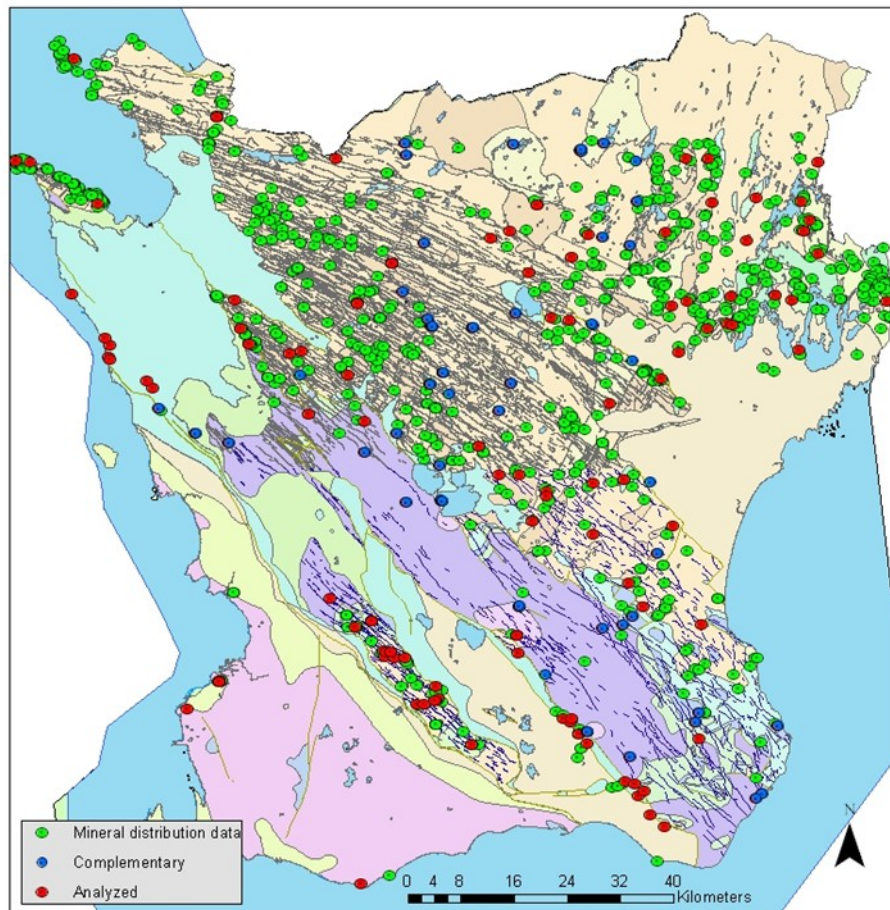 Mineral distribution data
Complementary
Analyzed
N
0 4 8 16 24 32 40
Kilometers